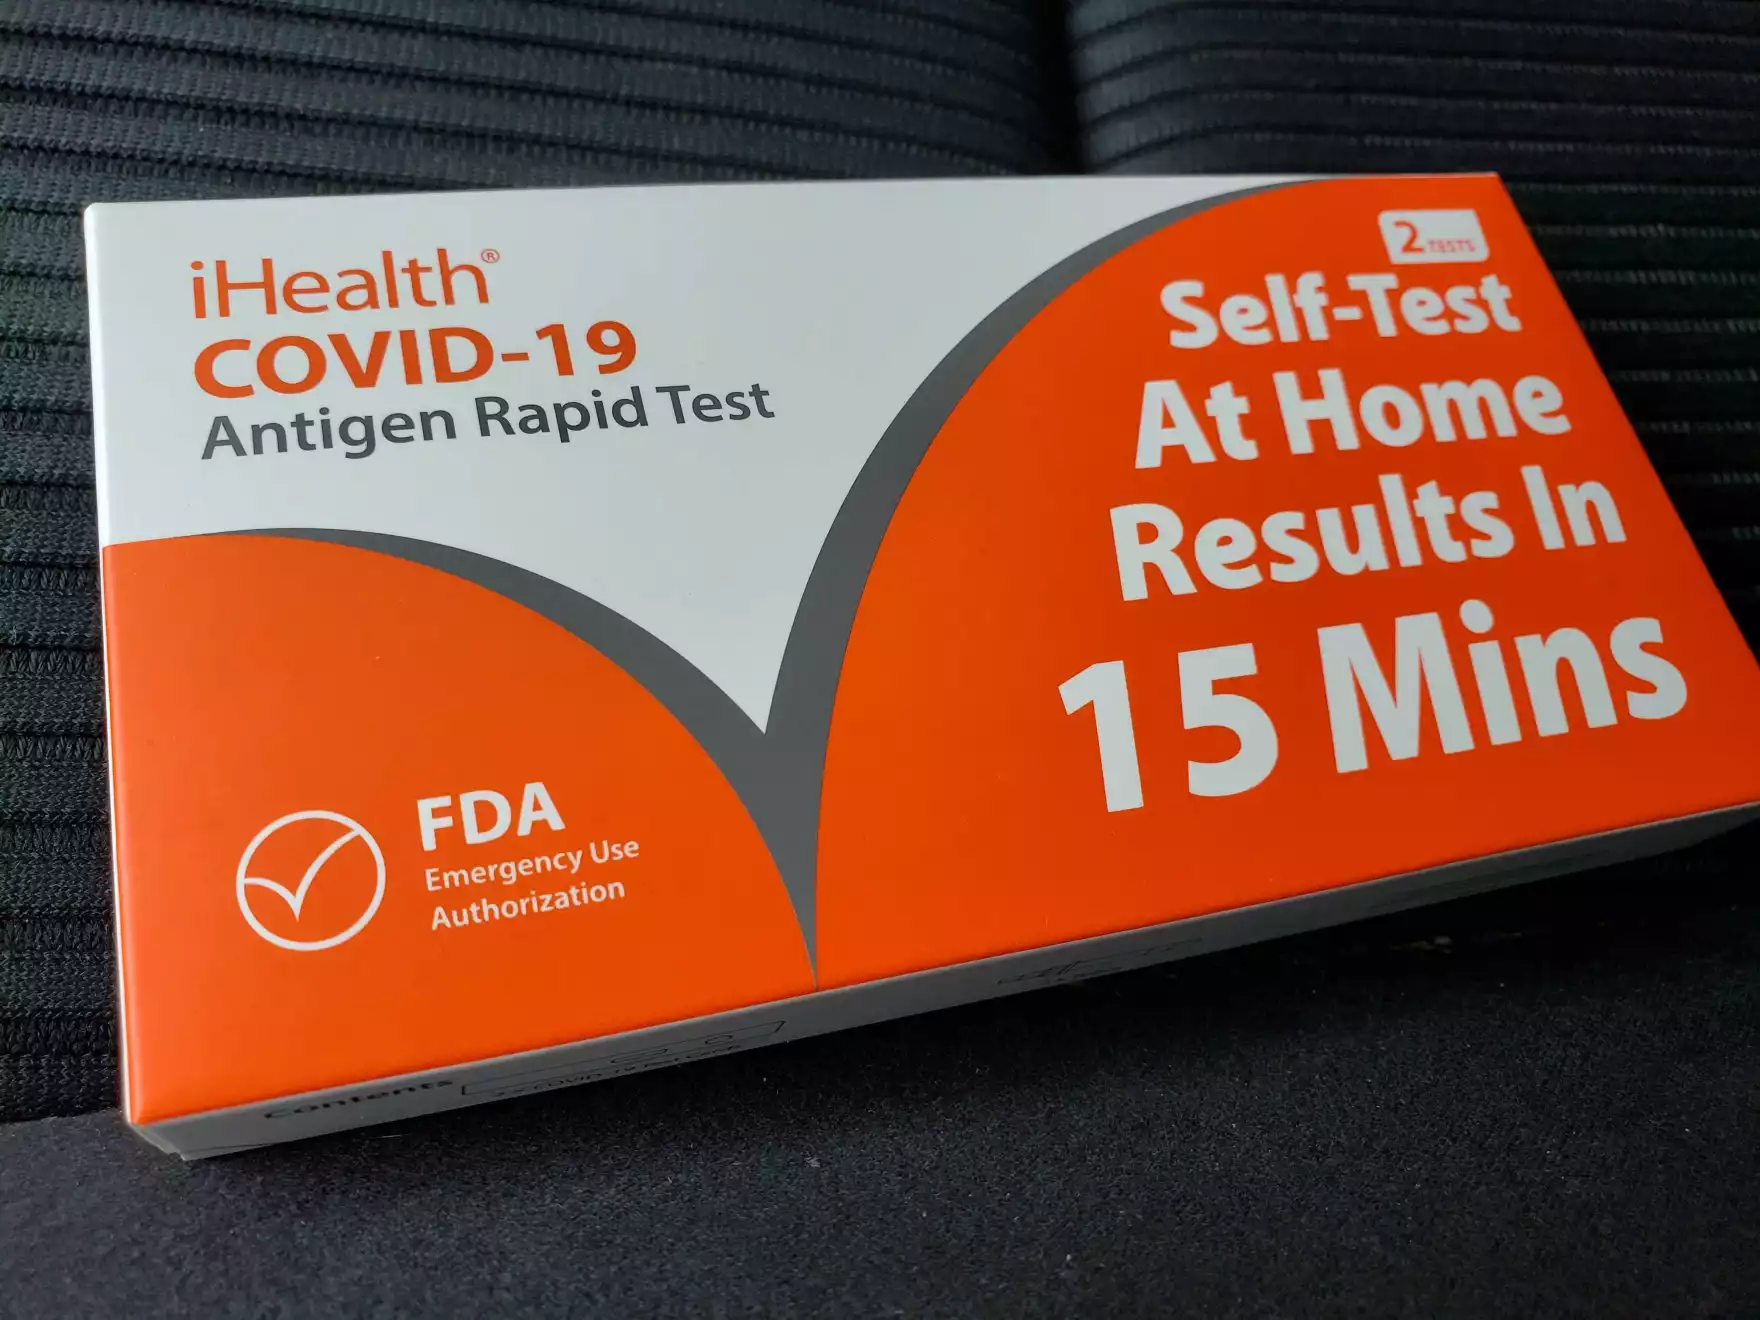 iHealth®
COVID-19
Antigen Rapid Test
2 TESTS
Self-Test
At Home
Results In
15 Mins
FDA
Emergency Use
Authorization
Contents